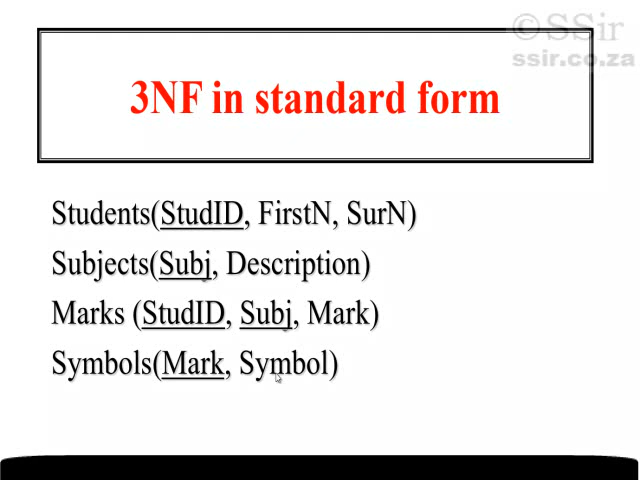 © SSir
ssir.co.za
3NF in standard form
Students(StudID, FirstN, SurN)
Subjects(Subj, Description)
Marks (StudID, Subj, Mark)
Symbols(Mark, Symbol)